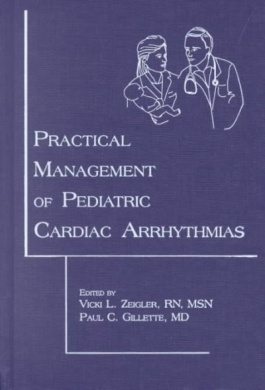 PRACTICAL
MANAGEMENT
OF PEDIATRIC
CARDIAC ARRHYTHMIAS
EDITED BY
VICKI L. ZEIGLER, RN, MSN
PAUL C. GILLETTE, MD